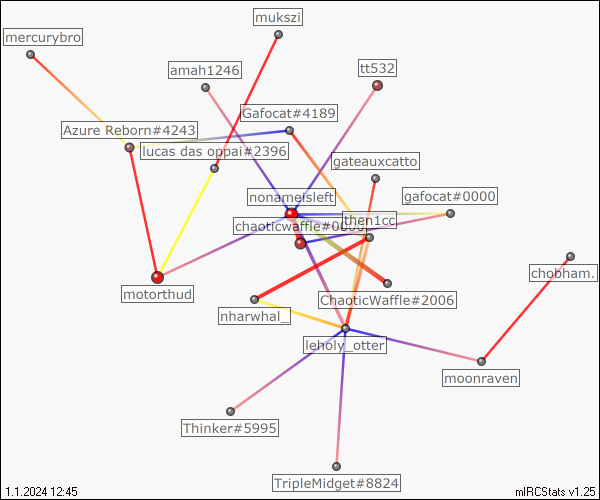 mukszi
mercurybro
amah1246
tt532
Gafocat#4189
Azure Reborn#4243
lucas das oppai#2396
gateauxcatto
nonameisleft
gafocat#0000
chaoticwaffle#0000
then1cc
chobnam.
motorthud
ChaoticWaffle#2006
nharwhal_
leholy_otter
moonraven
Thinker#5995
TripleMidget#8824
1.1.2024 12:45
mIRCStats v1.25